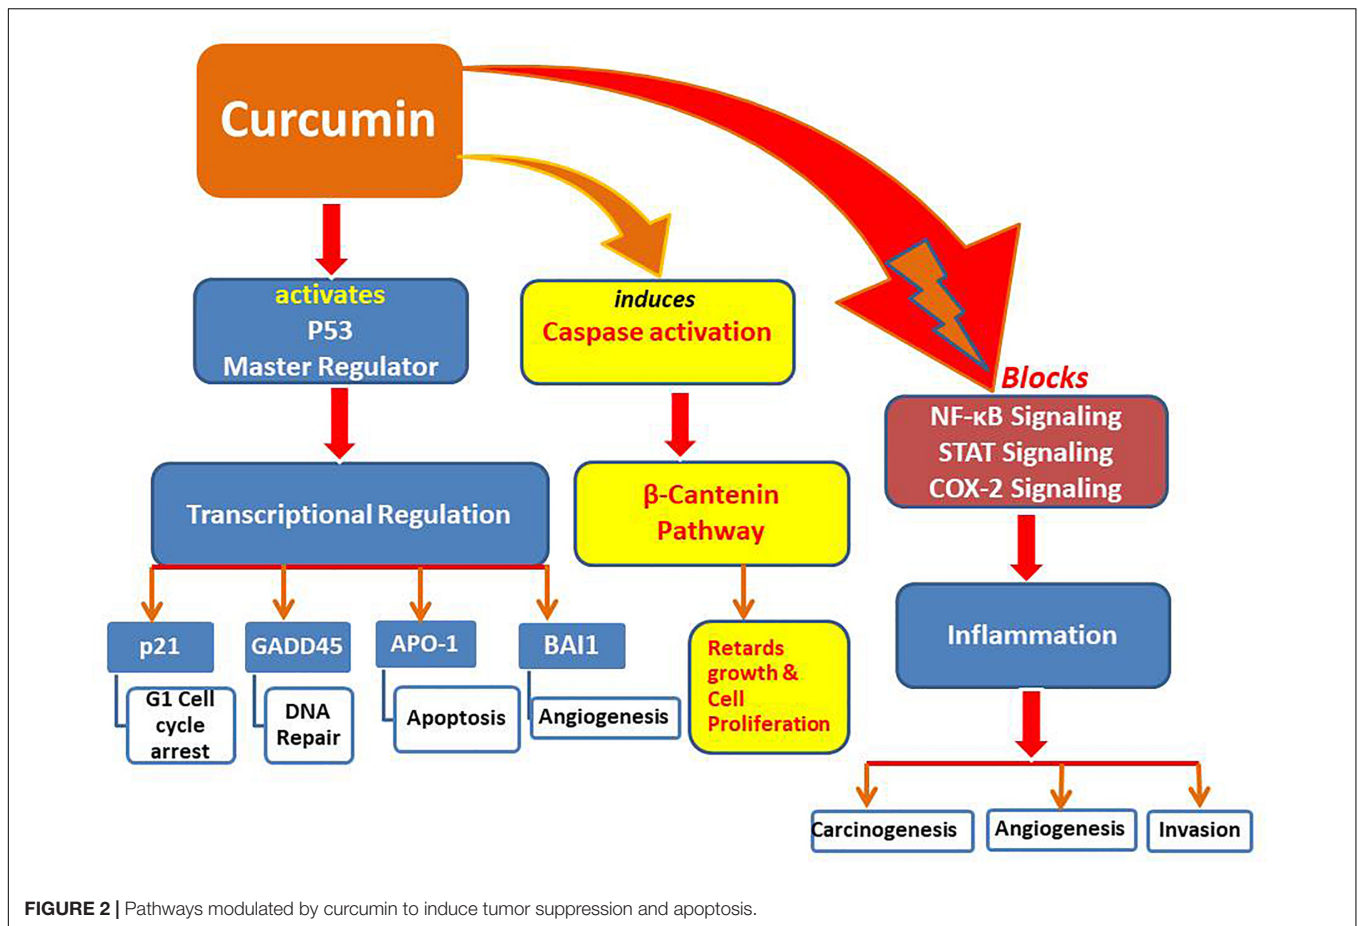 Curcumin
activates
P53
Master Regulator
induces
Caspase activation
Blocks
NF-κB Signaling
STAT Signaling
COX-2 Signaling
Transcriptional Regulation
β-Cantenin
Pathway
Inflammation
p21
GADD45
APO-1
BAI1
G1 Cell
cycle
arrest
DNA
Repair
Apoptosis
Angiogenesis
Retards
growth &
Cell
Proliferation
Carcinogenesis
Angiogenesis
Invasion
FIGURE 2 | Pathways modulated by curcumin to induce tumor suppression and apoptosis.